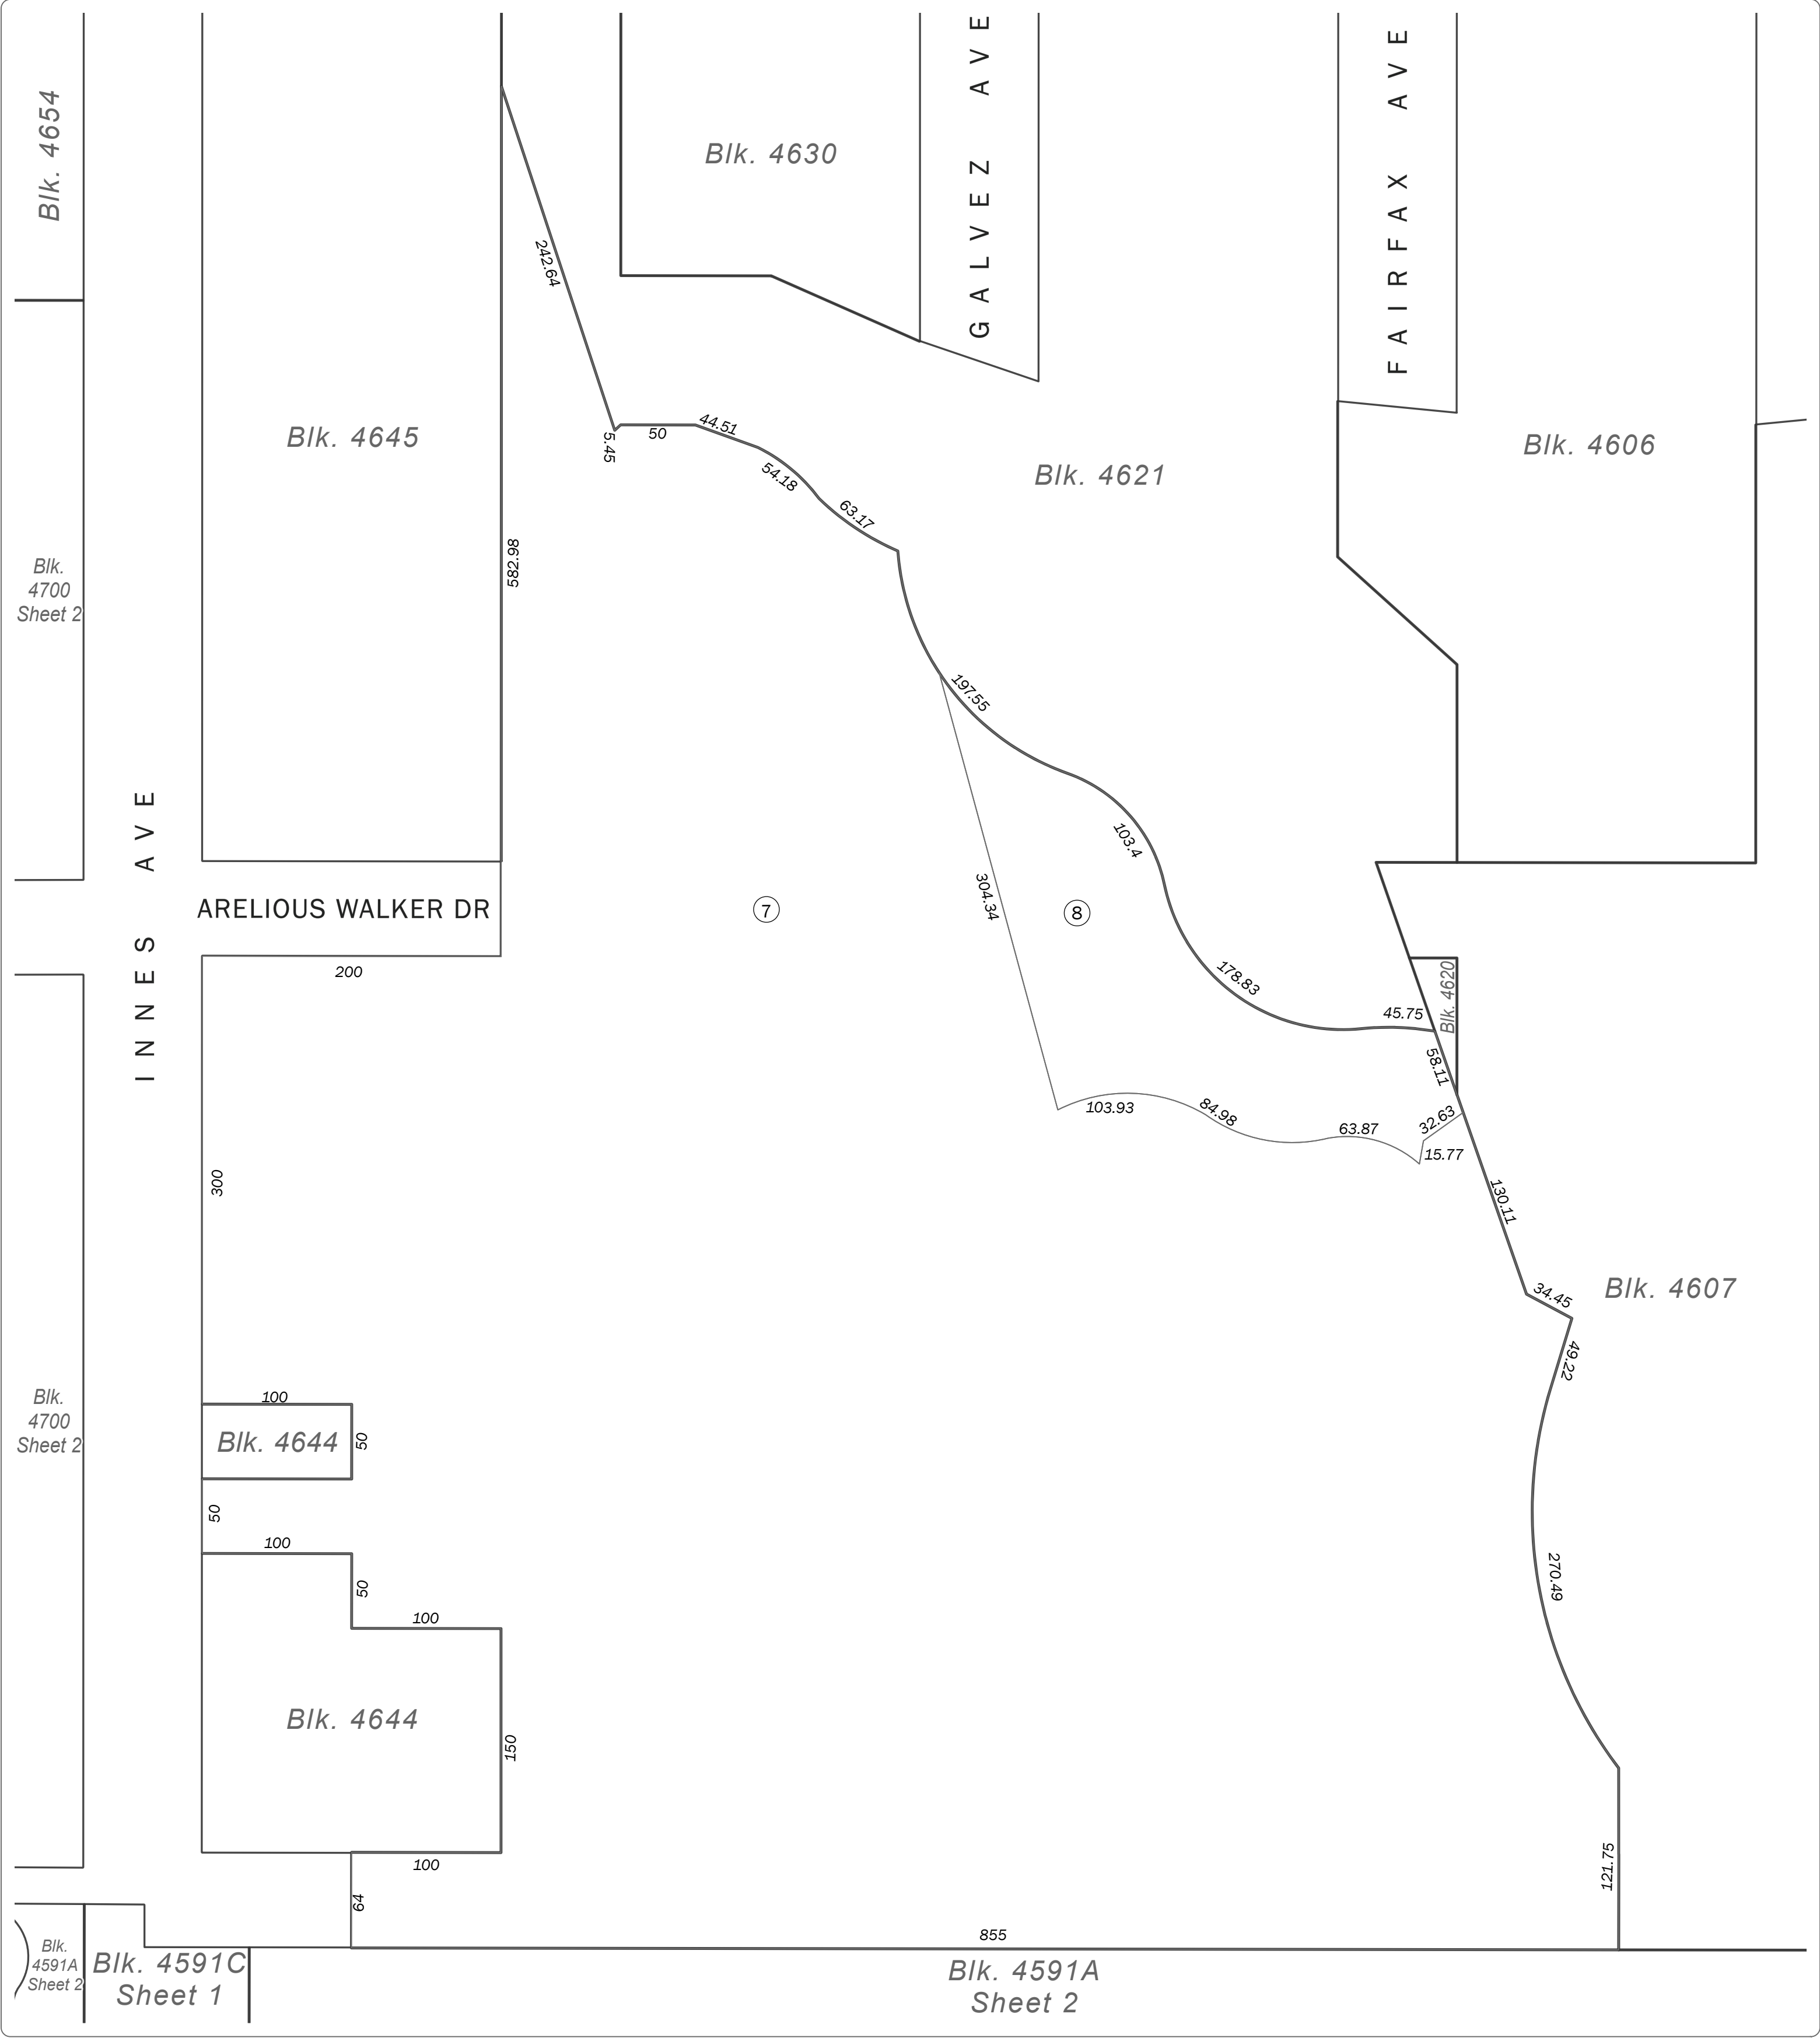 Blk. 4654
GALVEZ AVE
FAIRFAX AVE
Blk. 4630
242.64
Blk. 4645
5.45
50
44.51
54.18
63.17
Blk. 4621
Blk. 4606
Blk.
4700
Sheet 2
582.98
197.55
INNES AVE
103.4
ARELIOUS WALKER DR
7
304.34
8
200
178.83
45.75
Blk. 4620
58.11
103.93
84.98
63.87
32.63
15.77
300
130.11
34.45
Blk. 4607
49.22
Blk.
4700
Sheet 2
100
Blk. 4644
50
50
100
50
270.49
100
Blk. 4644
150
100
64
121.75
855
Blk.
4591A
Sheet 2
Blk. 4591C
Sheet 1
Blk. 4591A
Sheet 2